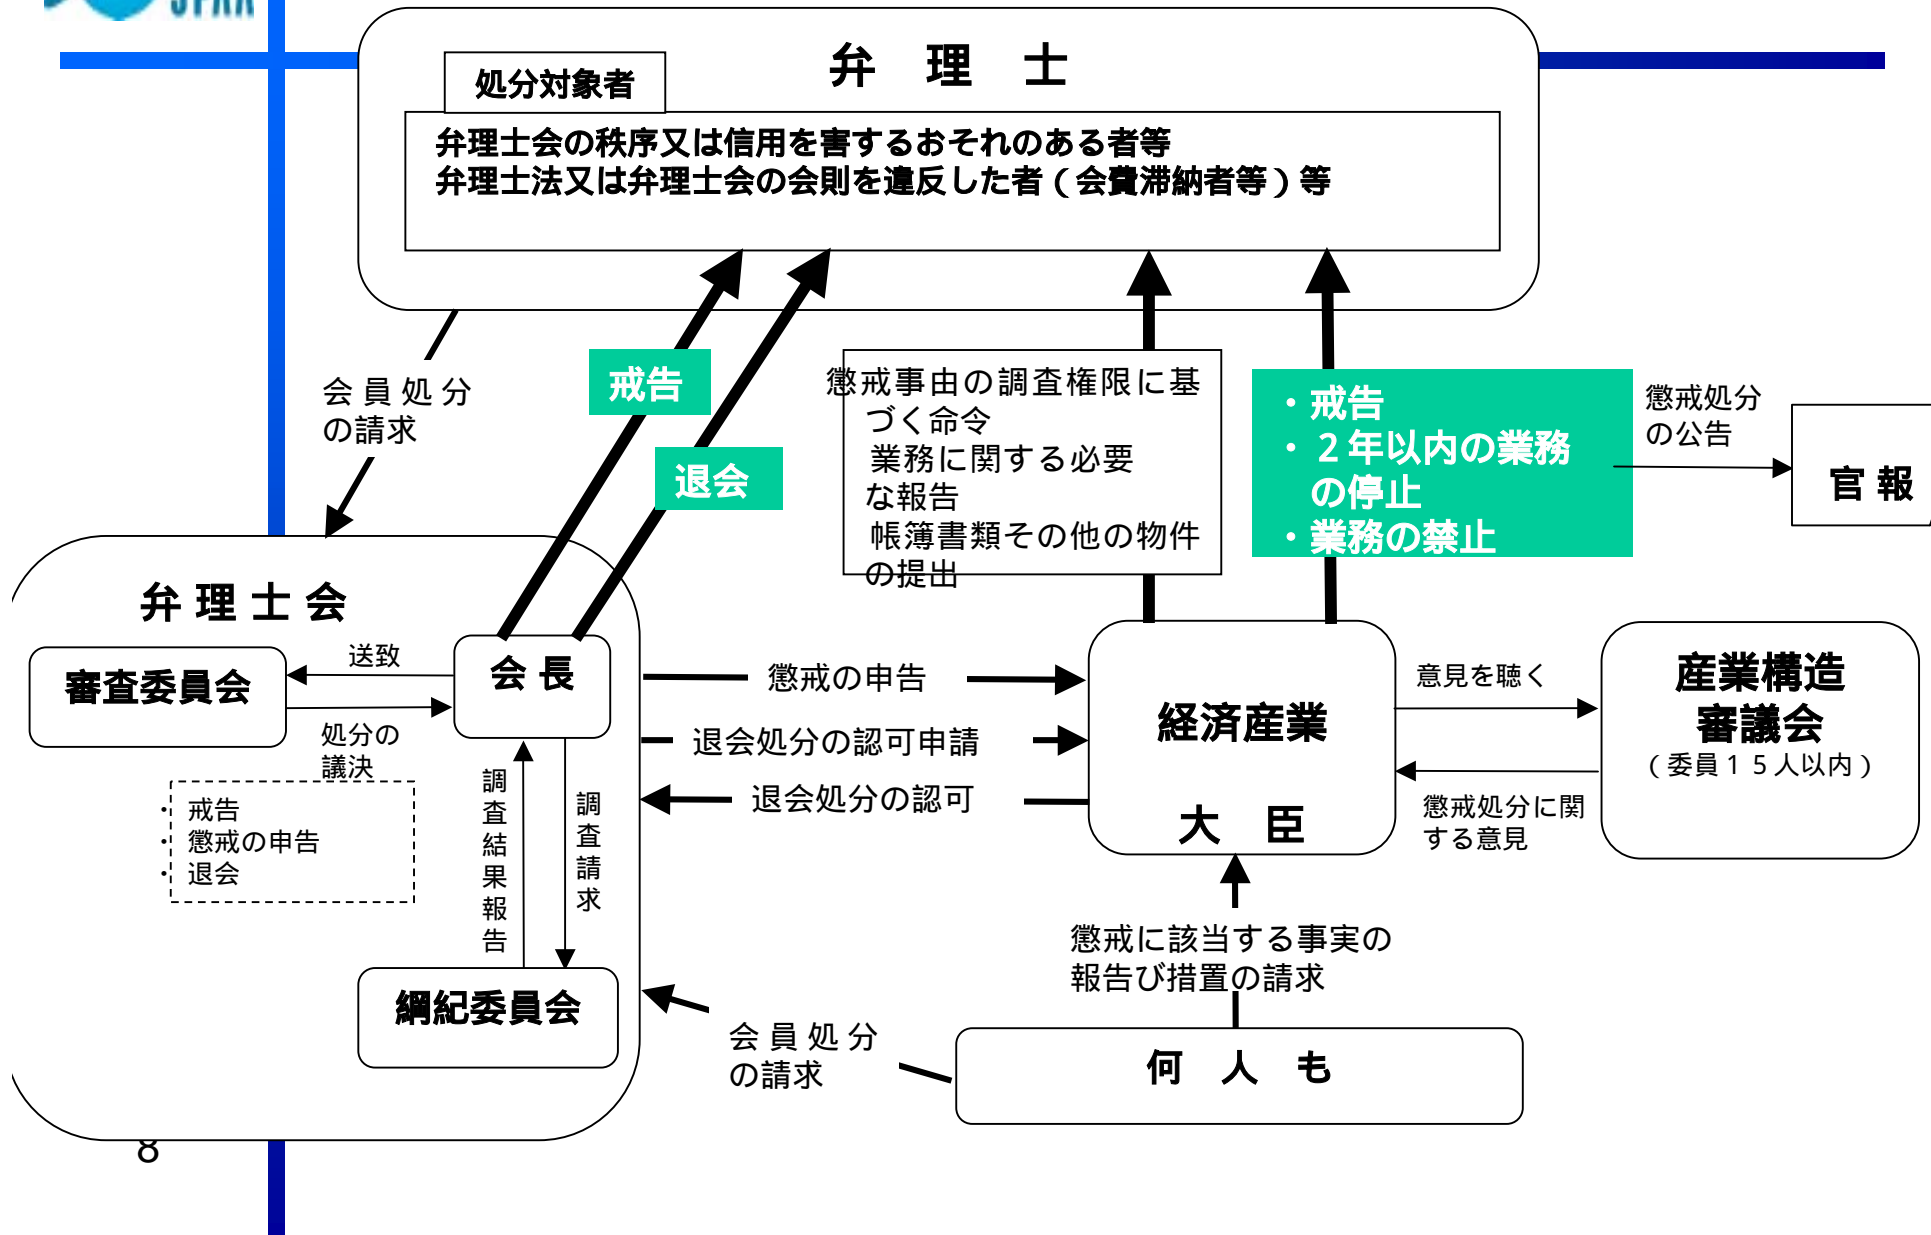 弁　理　士
処分対象者
弁理士会の秩序又は信用を害するおそれのある者等
弁理士法又は弁理士会の会則を違反した者（会費滞納者等）等
会員処分
の請求
戒告
退会
懲戒事由の調査権限に基
づく命令
業務に関する必要
な報告
帳簿書類その他の物件
の提出
・戒告
・２年以内の業務
の停止
・業務の禁止
懲戒処分
の公告
官報
弁理士会
審査委員会
送致
会長
処分の
議決
・戒告
・懲戒の申告
・退会
調査結果報告
調査請求
綱紀委員会
懲戒の申告
退会処分の認可申請
退会処分の認可
経済産業
大　臣
意見を聴く
懲戒処分に関
する意見
産業構造
審議会
（委員１５人以内）
懲戒に該当する事実の
報告び措置の請求
会員処分
の請求
何　人　も
8